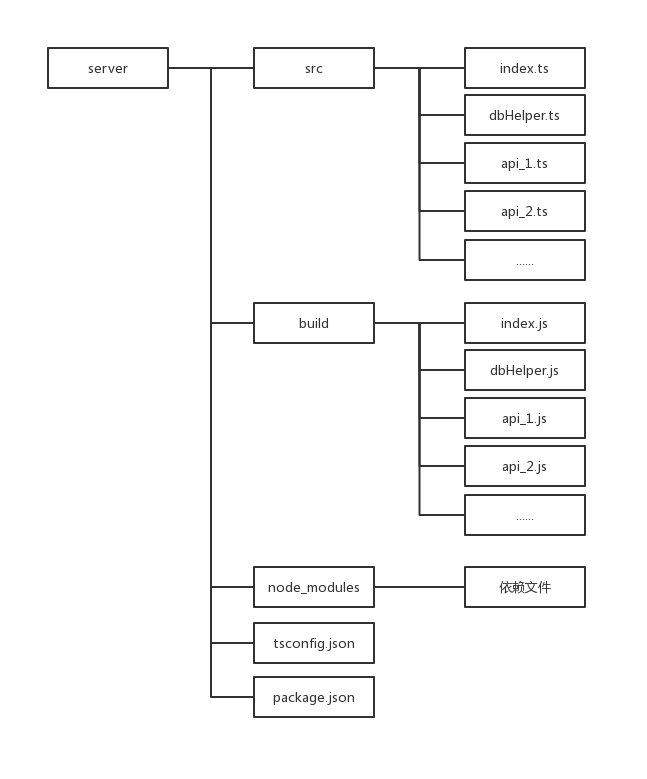 server
src
index.ts
dbHelper.ts
api_1.ts
api_2.ts
......
build
index.js
dbHelper.js
api_1.js
api_2.js
......
node_modules
依赖文件
tsconfig.json
package.json